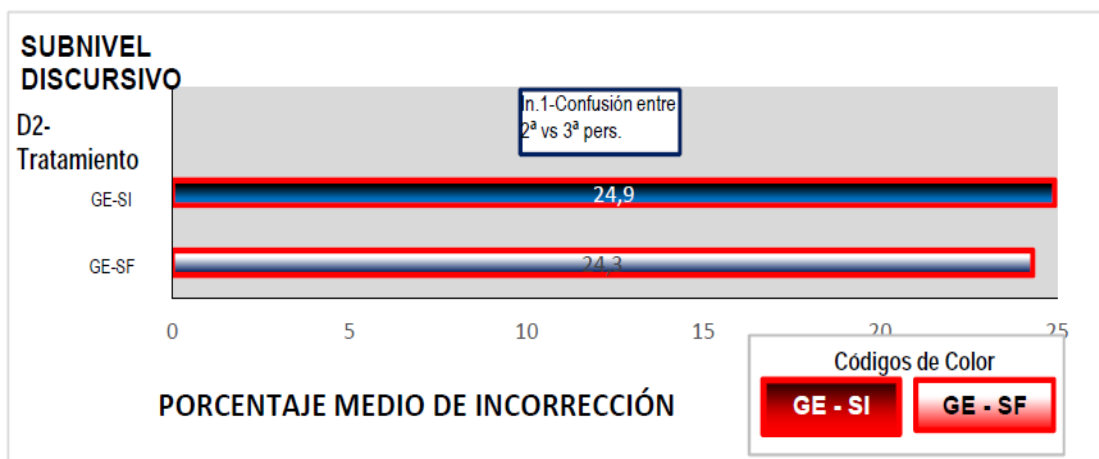 SUBNIVEL
DISCURSIVO
In.1-Confusión entre
2ª vs 3ª pers.
D2-
Tratamiento
GE-SI
24,9
GE-SF
24,3
0 5 10 15 20 25
Códigos de Color
PORCENTAJE MEDIO DE INCORRECCIÓN
GE - SI GE - SF